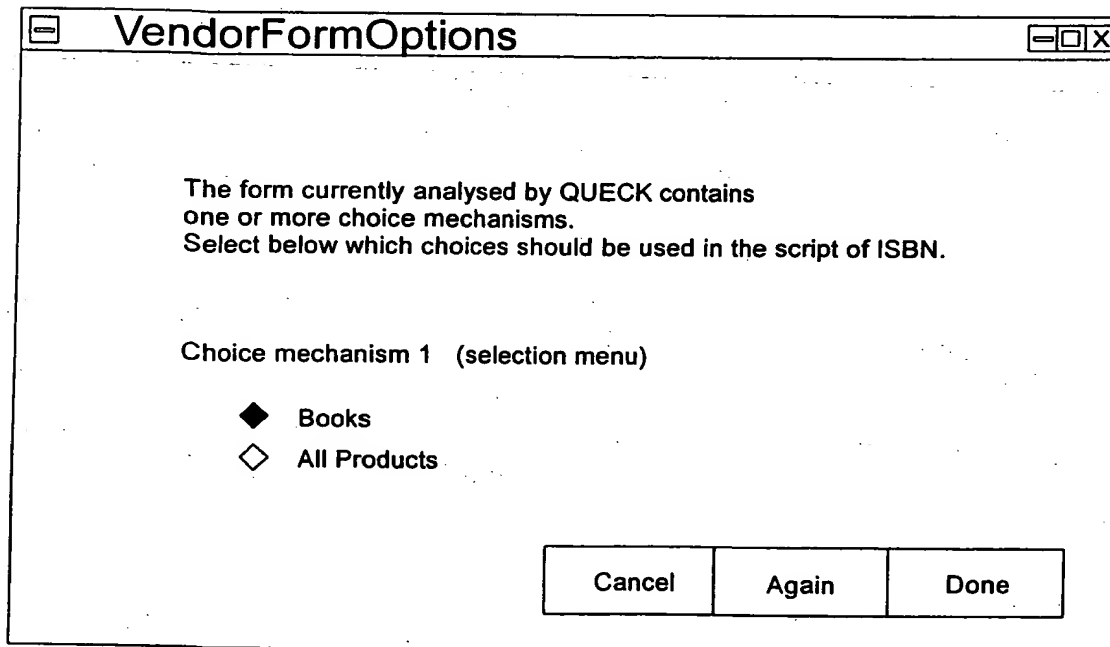 VendorFormOptions
The form currently analysed by QUECK contains
one or more choice mechanisms.
Select below which choices should be used in the script of ISBN.
Choice mechanism 1 (selection menu)
Books
All Products
Cancel Again Done